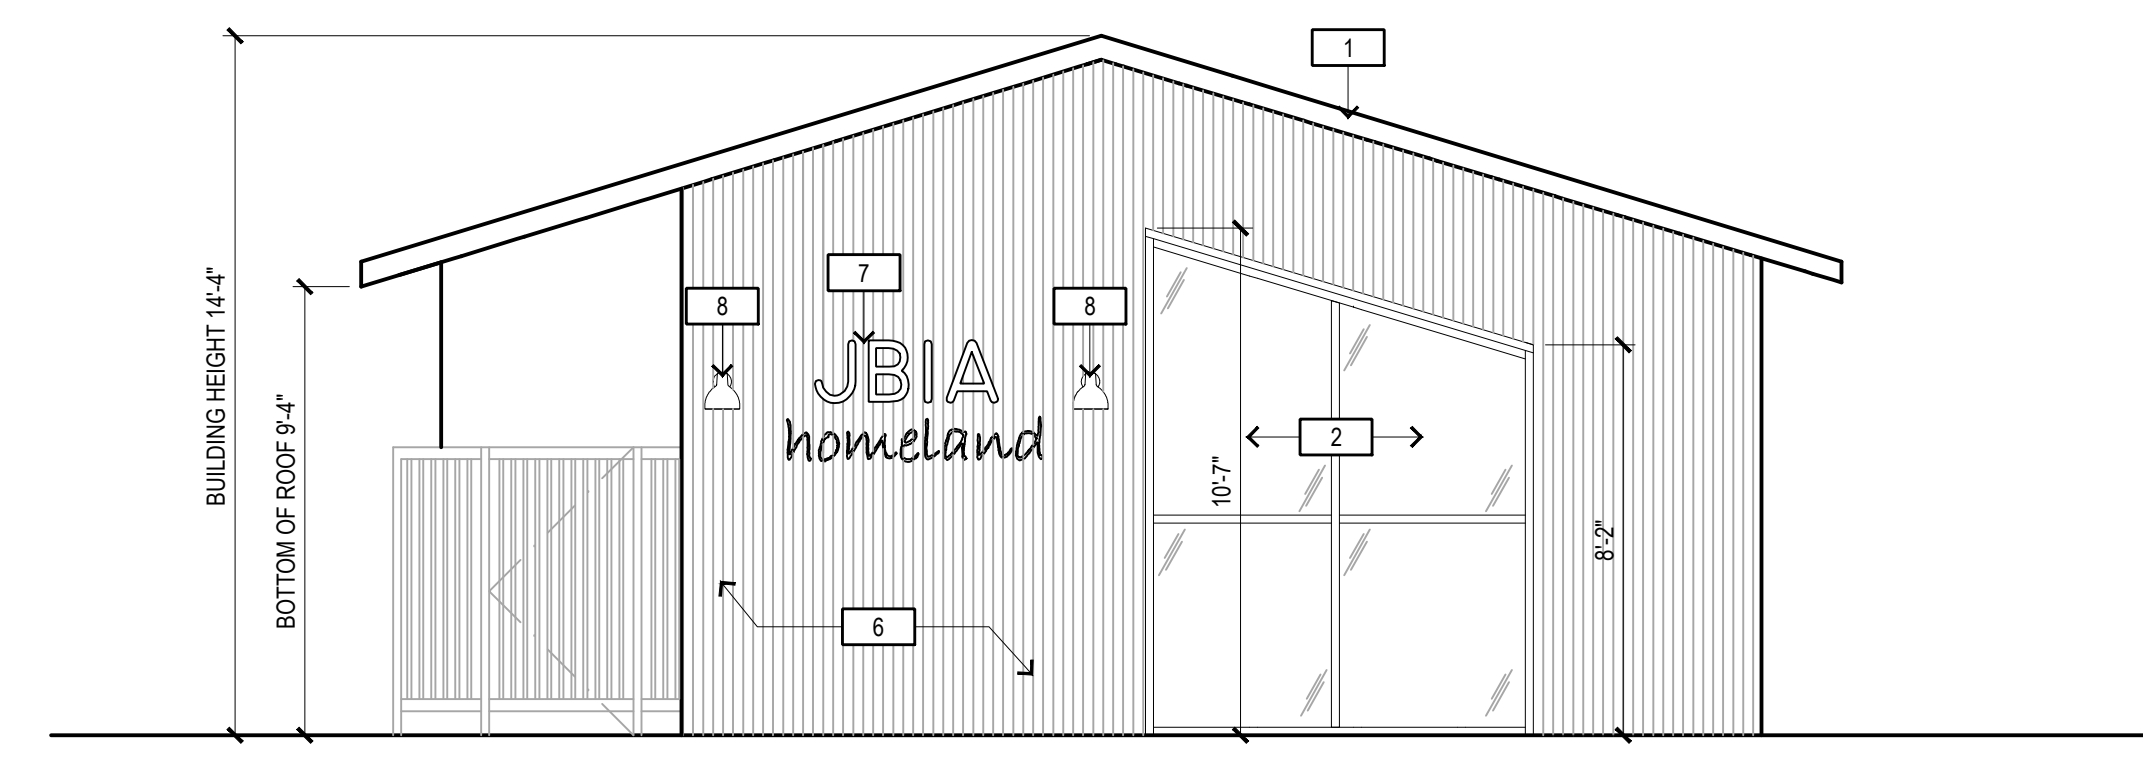 1
BUILDING HEIGHT 14'-4"
BOTTOM OF ROOF 9'-4"
7
8
8
JBIA
homeland
2
10'-7"
8'-2"
6